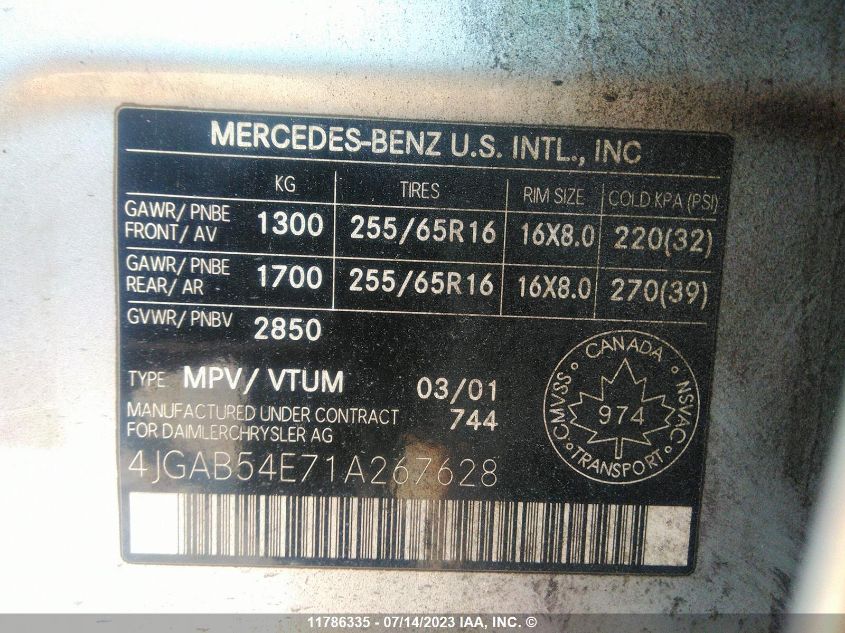 MERCEDES-BENZ U.S. INTL., INC
KG TIRES RIM SIZE COLD KPA (PSI)
GAWR/ PNBE FRONT/ AV 1300 255/65R16 16X8.0 220(32)
GAWR/ PNBE REAR/ AR 1700 255/65R16 16X8.0 270(39)
GVWR/ PNBV 2850
TYPE MPV/ VTUM 03/01
MANUFACTURED UNDER CONTRACT 744
FOR DAIMLERCHRYSLER AG
4JGAB54E71A267628
CANADA
CMVSS 974 NSVAC
TRANSPORT
11786335 - 07/14/2023 IAA, INC. ©